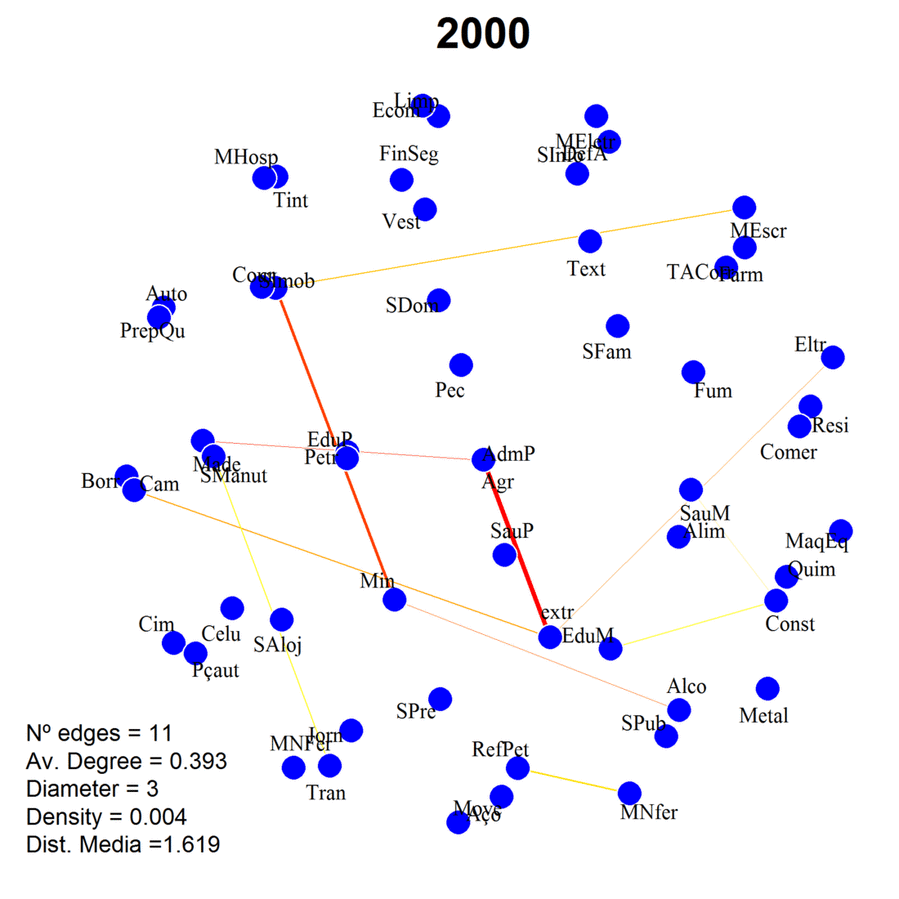 2000
Limp
Econ
MHosp
FinSeg
MEletr
SInfo
DefA
Tint
Vest
MEscr
Text
TACon
Farm
SImob
Auto
SDom
PrepQu
SFam
Eltr
Pec
Fum
Resi
Comer
EduP
Petr
AdmP
Made
Agr
SManut
Borr
Cam
SauM
SauP
Alim
MaqEq
Quim
Min
Const
extr
Cim
Celu
EduM
SAloj
Pçaut
Alco
SPre
SPub
Metal
Jorn
Nº edges = 11
MNFer
RefPet
Av. Degree = 0.393
Diameter = 3
Tran
Move
Aço
MNfer
Density = 0.004
Dist. Media =1.619